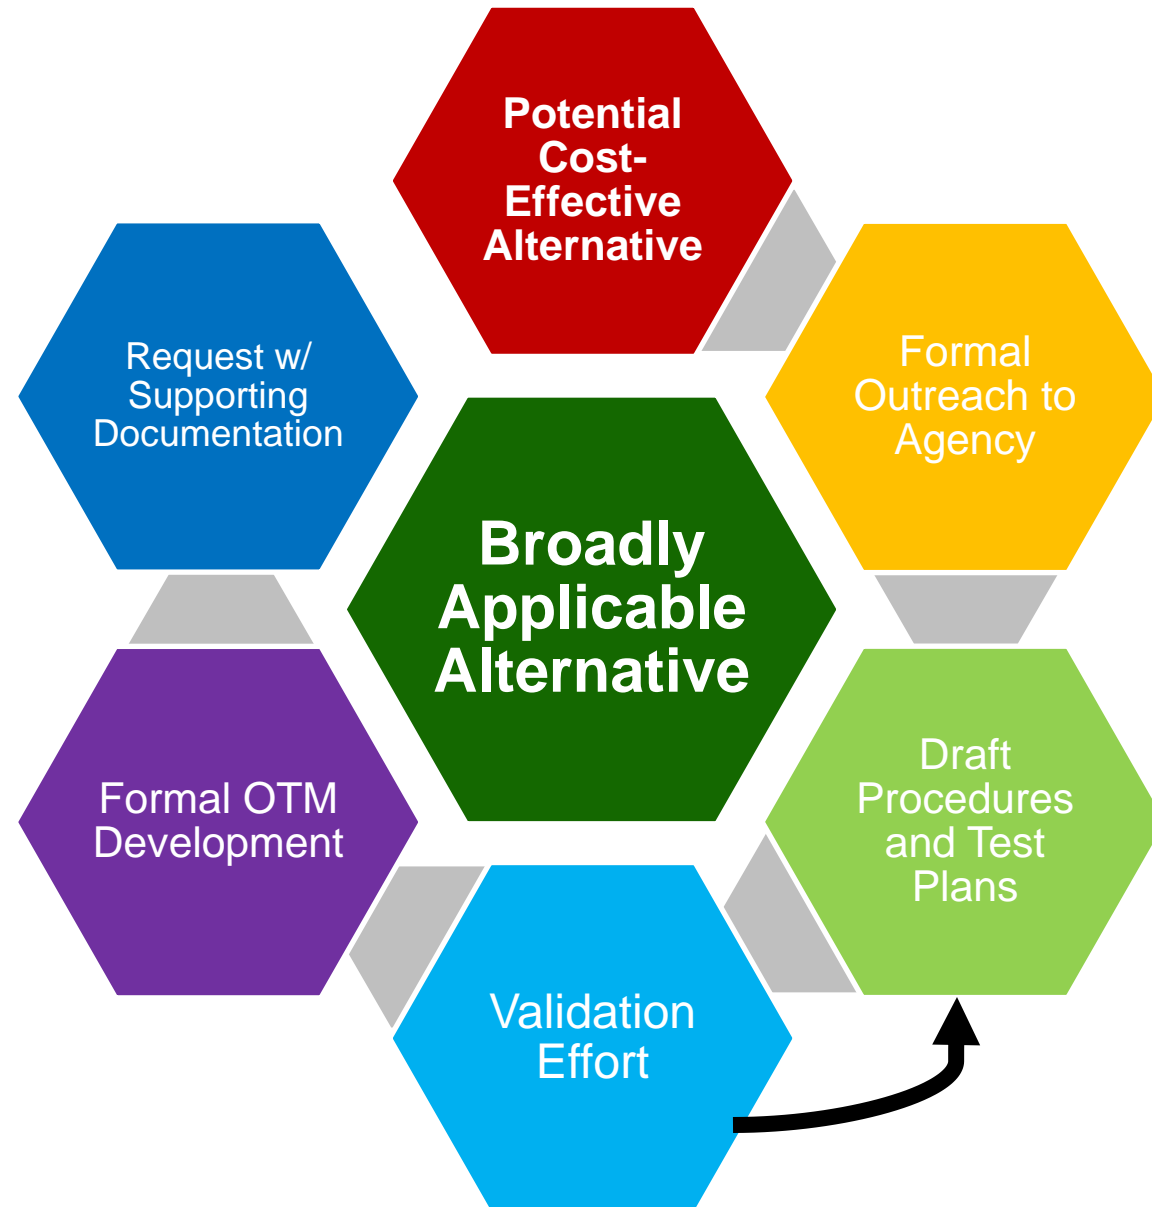 Potential
Cost-
Effective
Alternative
Formal
Outreach to
Agency
Draft
Procedures
and Test
Plans
Validation
Effort
Formal OTM
Development
Request w/
Supporting
Documentation
Broadly
Applicable
Alternative